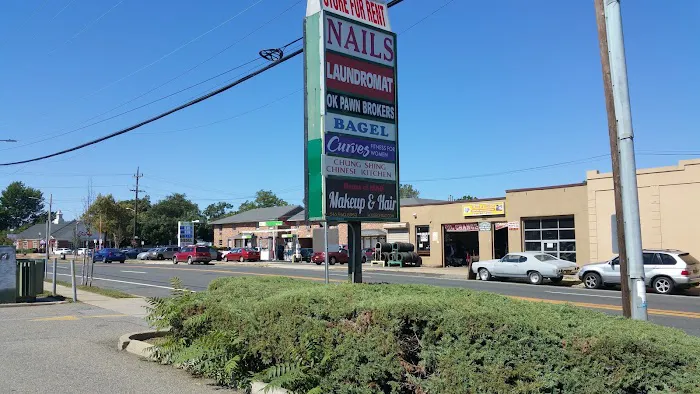 STORE FOR RENT
NAILS
LAUNDROMAT
OK PAWN BROKERS
BAGEL
Curves FITNESS FOR
WOMEN
CHUNG SHING
CHINESE KITCHEN
Makeup & Hair